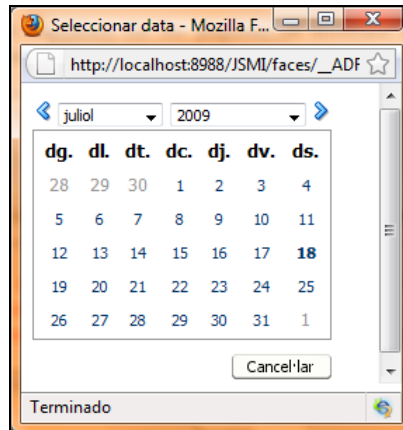 Seleccionar data - Mozilla F...
http://localhost:8988/JSMI/faces/__ADF
juliol 2009
dg. dl. dt. dc. dj. dv. ds.
28 29 30 1 2 3 4
5 6 7 8 9 10 11
12 13 14 15 16 17 18
19 20 21 22 23 24 25
26 27 28 29 30 31 1
Cancel·lar
Terminado